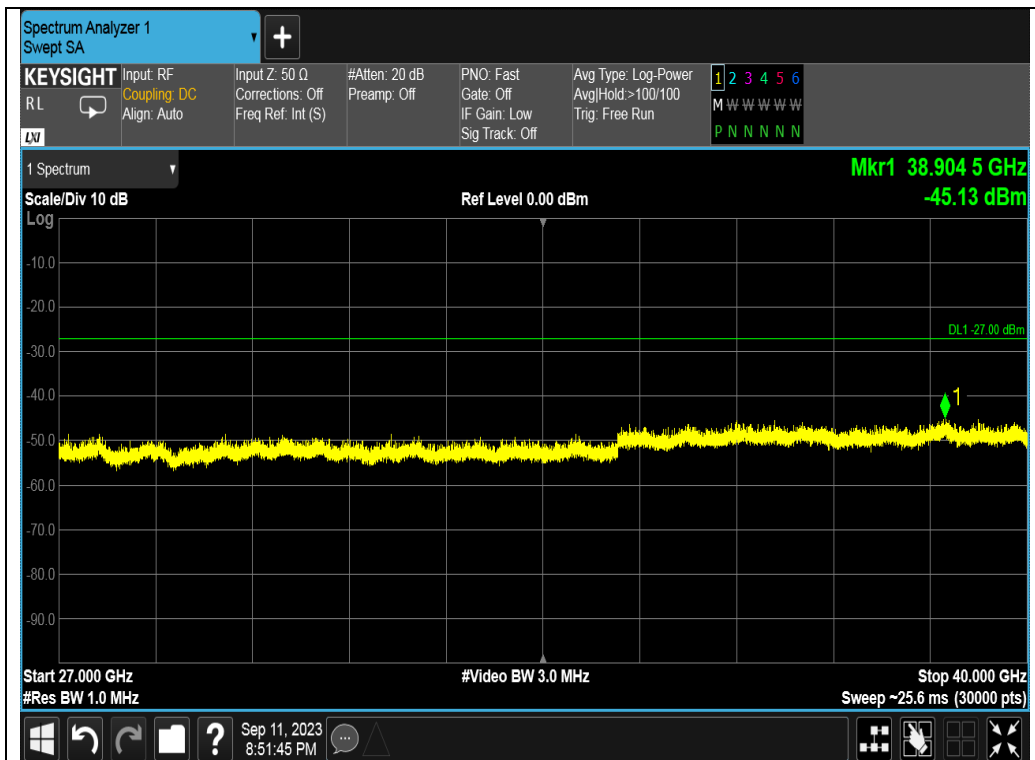 Spectrum Analyzer 1
Swept SA
KEYSIGHT
RL
LXI
Input: RF
Coupling: DC
Align: Auto
Input Z: 50 Ω
Corrections: Off
Freq Ref: Int (S)
#Atten: 20 dB
Preamp: Off
PNO: Fast
Gate: Off
IF Gain: Low
Sig Track: Off
Avg Type: Log-Power
Avg|Hold:>100/100
Trig: Free Run
1 2 3 4 5 6
M W W W W W
P N N N N N
1 Spectrum
Mkr1 38.904 5 GHz
-45.13 dBm
Scale/Div 10 dB
Ref Level 0.00 dBm
Log
-10.0
-20.0
DL1 -27.00 dBm
-30.0
-40.0
1
-50.0
-60.0
-70.0
-80.0
-90.0
Start 27.000 GHz
#Video BW 3.0 MHz
Stop 40.000 GHz
#Res BW 1.0 MHz
Sweep ~25.6 ms (30000 pts)
?
Sep 11, 2023
8:51:45 PM